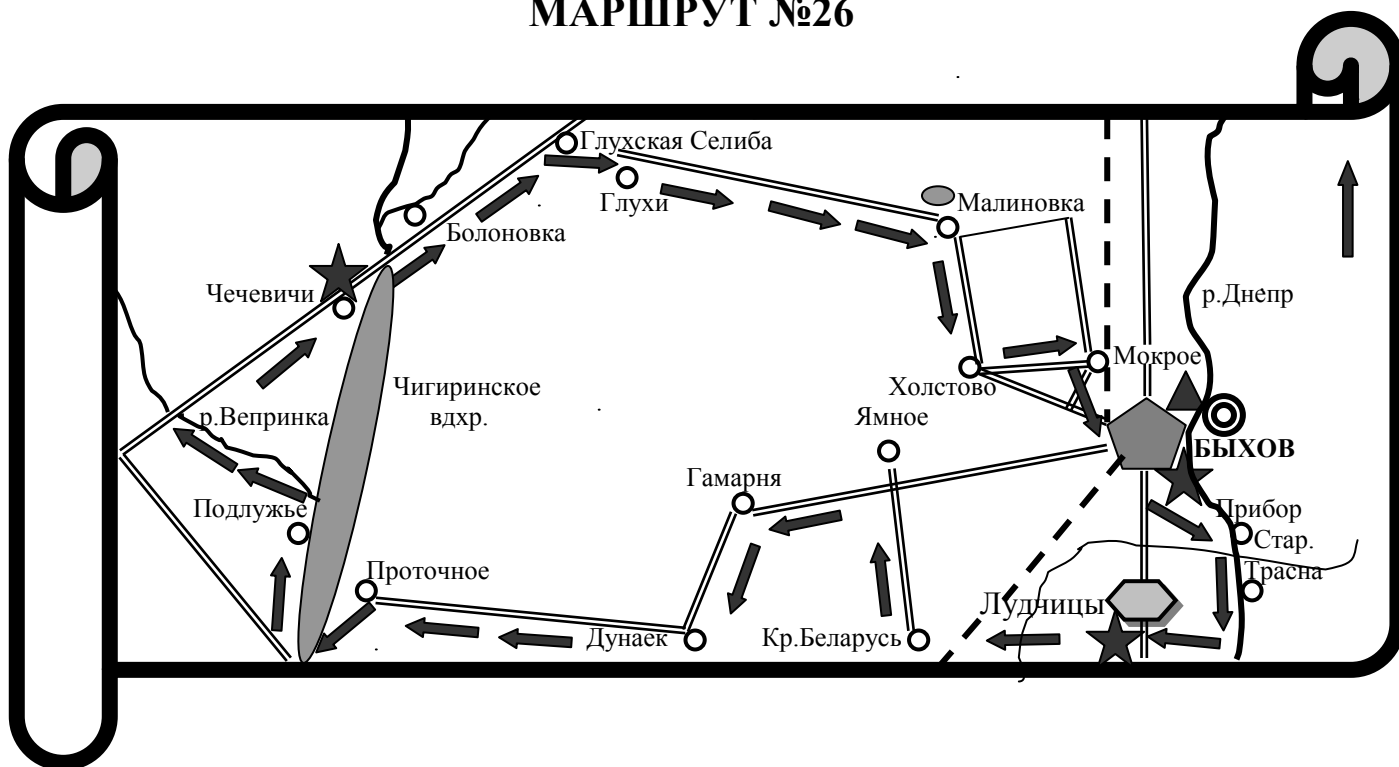 МАРШРУТ №26
Глухская Селиба
Глухи
Малиновка
Болоновка
Чечевичи
р.Днепр
Мокрое
Холстово
Чигиринское
вдхр.
р.Вепринка
Ямное
БЫХОВ
Гамарня
Подлужье
Прибор
Стар.
Трасна
Проточное
Лудчицы
Дунаек
Кр.Беларусь